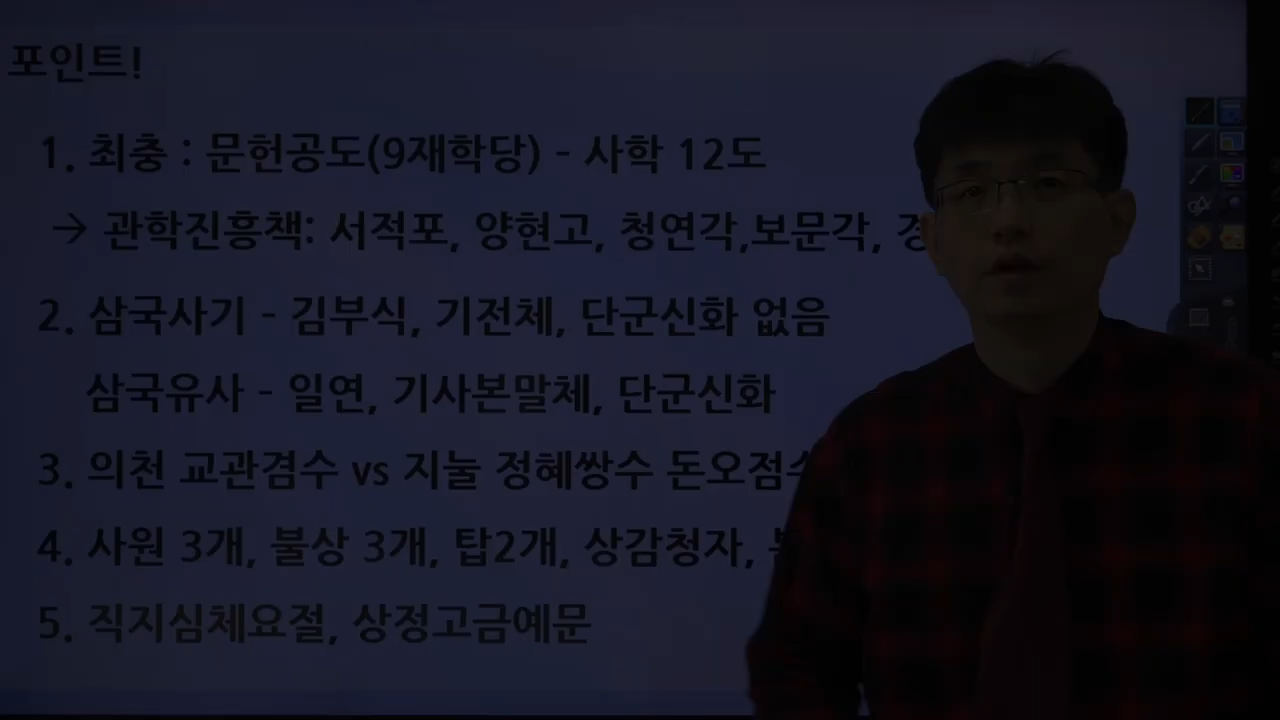 포인트!
1. 최충 : 문헌공도(9재학당) - 사학 12도
→ 관학진흥책: 서적포, 양현고, 청연각,보문각,
2. 삼국사기 - 김부식, 기전체, 단군신화 없음
삼국유사 - 일연, 기사본말체, 단군신화
3. 의천 교관겸수 vs 지눌 정혜쌍수 돈오점수
4. 사원 3개, 불상 3개, 탑2개, 상감청자,
5. 직지심체요절, 상정고금예문